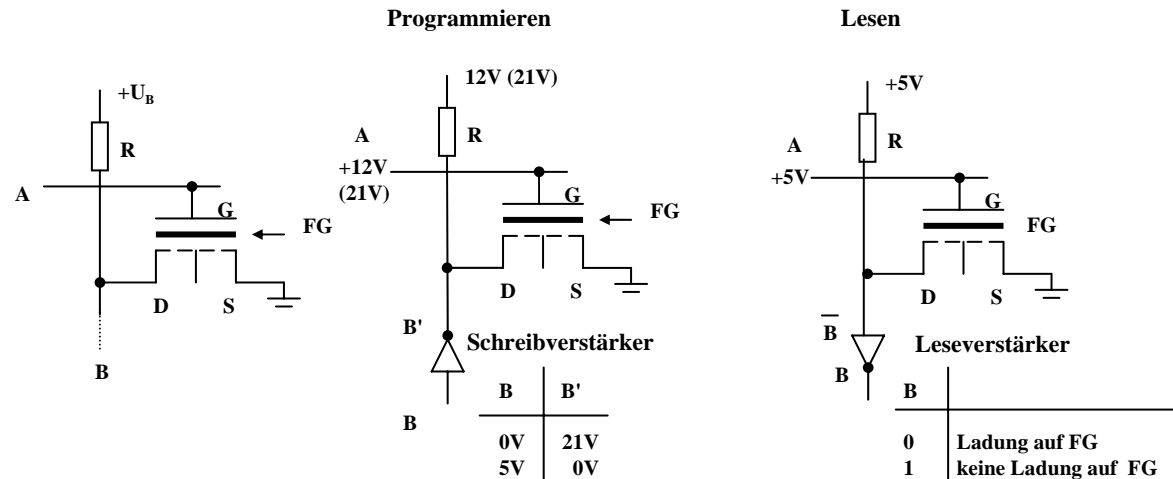 Programmieren
Lesen
+U_B
R
A
G
FG
D
S
B
12V (21V)
R
A
+12V
(21V)
G
FG
D
S
B'
Schreibverstärker
B
B B'
0V 21V
5V 0V
+5V
R
A
+5V
G
FG
D
S
B̅
Leseverstärker
B
B
0 Ladung auf FG
1 keine Ladung auf FG